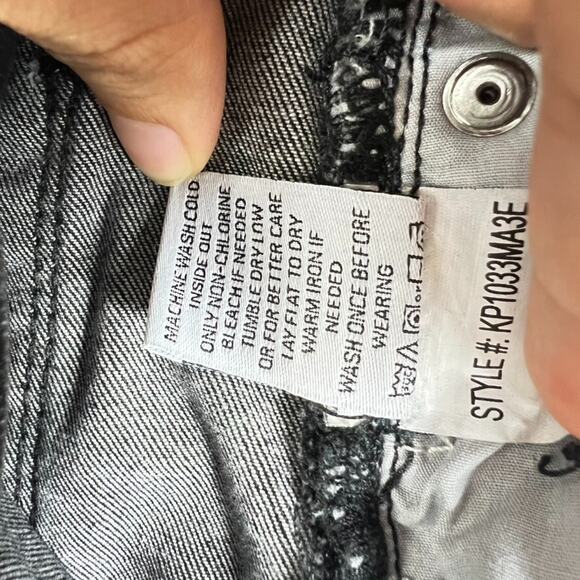 MACHINE WASH COLD
INSIDE OUT
ONLY NON-CHLORINE
BLEACH IF NEEDED
TUMBLE DRY LOW
OR FOR BETTER CARE
LAY FLAT TO DRY
WARM IRON IF
NEEDED
WASH ONCE BEFORE
WEARING
STYLE#: KP1033MA3E